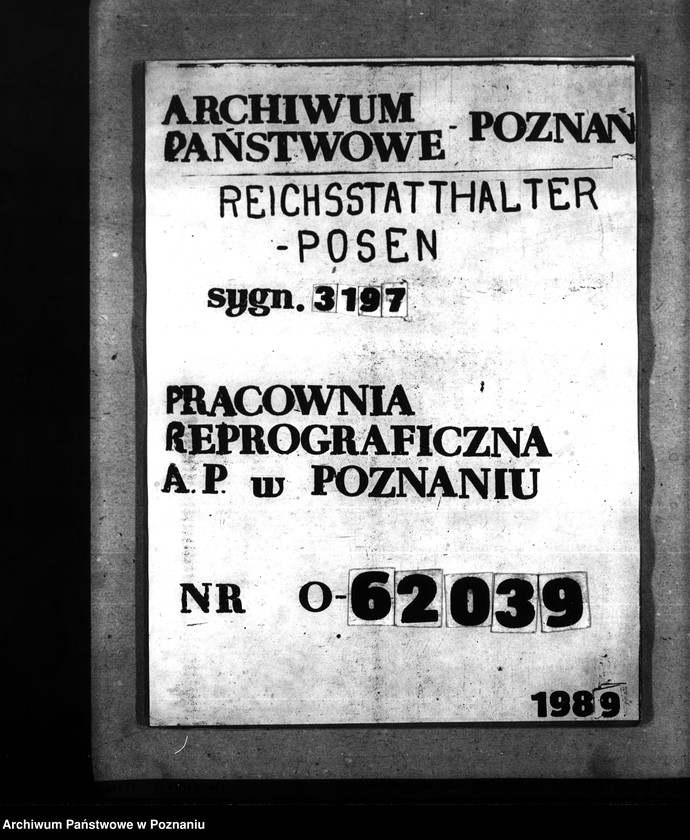 ARCHIWUM
PAŃSTWOWE - POZNAŃ
REICHSSTATTHALTER
-POSEN
sygn. 3197
PRACOWNIA
REPROGRAFICZNA
A.P. w POZNANIU
NR O-62039
1989
Archiwum Państwowe w Poznaniu